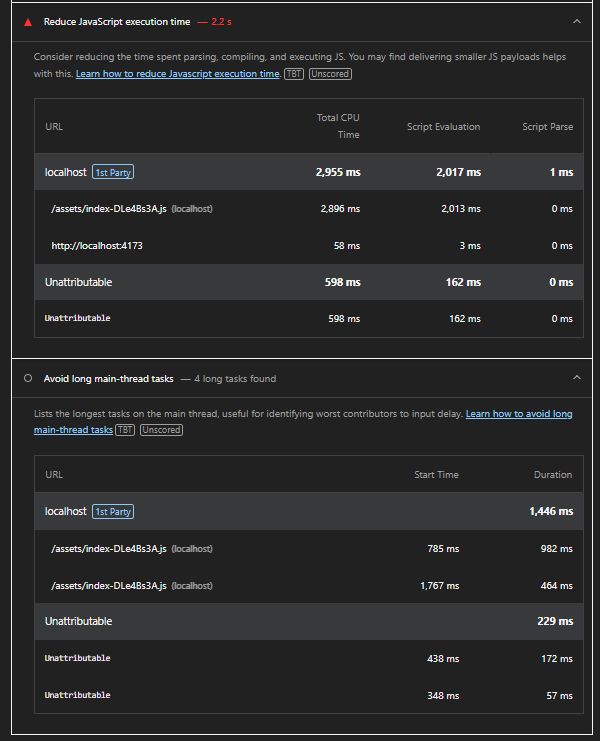 Reduce JavaScript execution time — 2.2 s
Consider reducing the time spent parsing, compiling, and executing JS. You may find delivering smaller JS payloads helps
with this. Learn how to reduce Javascript execution time. TBT Unscored
URL Total CPU Time Script Evaluation Script Parse
localhost 1st Party 2,955 ms 2,017 ms 1 ms
/assets/index-DLe4Bs3A.js (localhost) 2,896 ms 2,013 ms 0 ms
http://localhost:4173 58 ms 3 ms 0 ms
Unattributable 598 ms 162 ms 0 ms
Unattributable 598 ms 162 ms 0 ms
Avoid long main-thread tasks — 4 long tasks found
Lists the longest tasks on the main thread, useful for identifying worst contributors to input delay. Learn how to avoid long
main-thread tasks TBT Unscored
URL Start Time Duration
localhost 1st Party 1,446 ms
/assets/index-DLe4Bs3A.js (localhost) 785 ms 982 ms
/assets/index-DLe4Bs3A.js (localhost) 1,767 ms 464 ms
Unattributable 229 ms
Unattributable 438 ms 172 ms
Unattributable 348 ms 57 ms